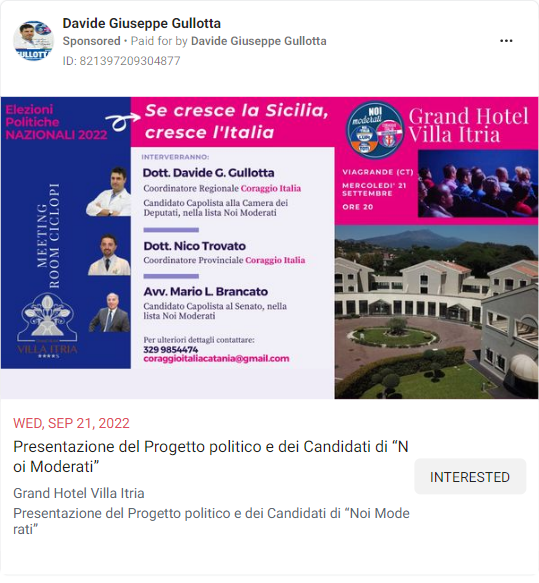 Davide Giuseppe Gullotta
Sponsored • Paid for by Davide Giuseppe Gullotta
ID: 821397209304877
GULLOTTA
Elezioni
Politiche
NAZIONALI 2022
Se cresce la Sicilia,
cresce l'Italia
NOI
moderati
Grand Hotel
Villa Itria
VIAGRANDE (CT)
MERCOLEDI' 21
SETTEMBRE
ORE 20
MEETING
ROOM CICLOPI
VILLA ITRIA
INTERVERRANNO:
Dott. Davide G. Gullotta
Coordinatore Regionale Coraggio Italia
Candidato Capolista alla Camera dei
Deputati, nella lista Noi Moderati
Dott. Nico Trovato
Coordinatore Provinciale Coraggio Italia
Avv. Mario L. Brancato
Candidato Capolista al Senato, nella
lista Noi Moderati
Per ulteriori dettagli contattare:
329 9854474
coraggioitaliacatania@gmail.com
WED, SEP 21, 2022
Presentazione del Progetto politico e dei Candidati di “N
oi Moderati”
INTERESTED
Grand Hotel Villa Itria
Presentazione del Progetto politico e dei Candidati di “Noi Mode
rati”